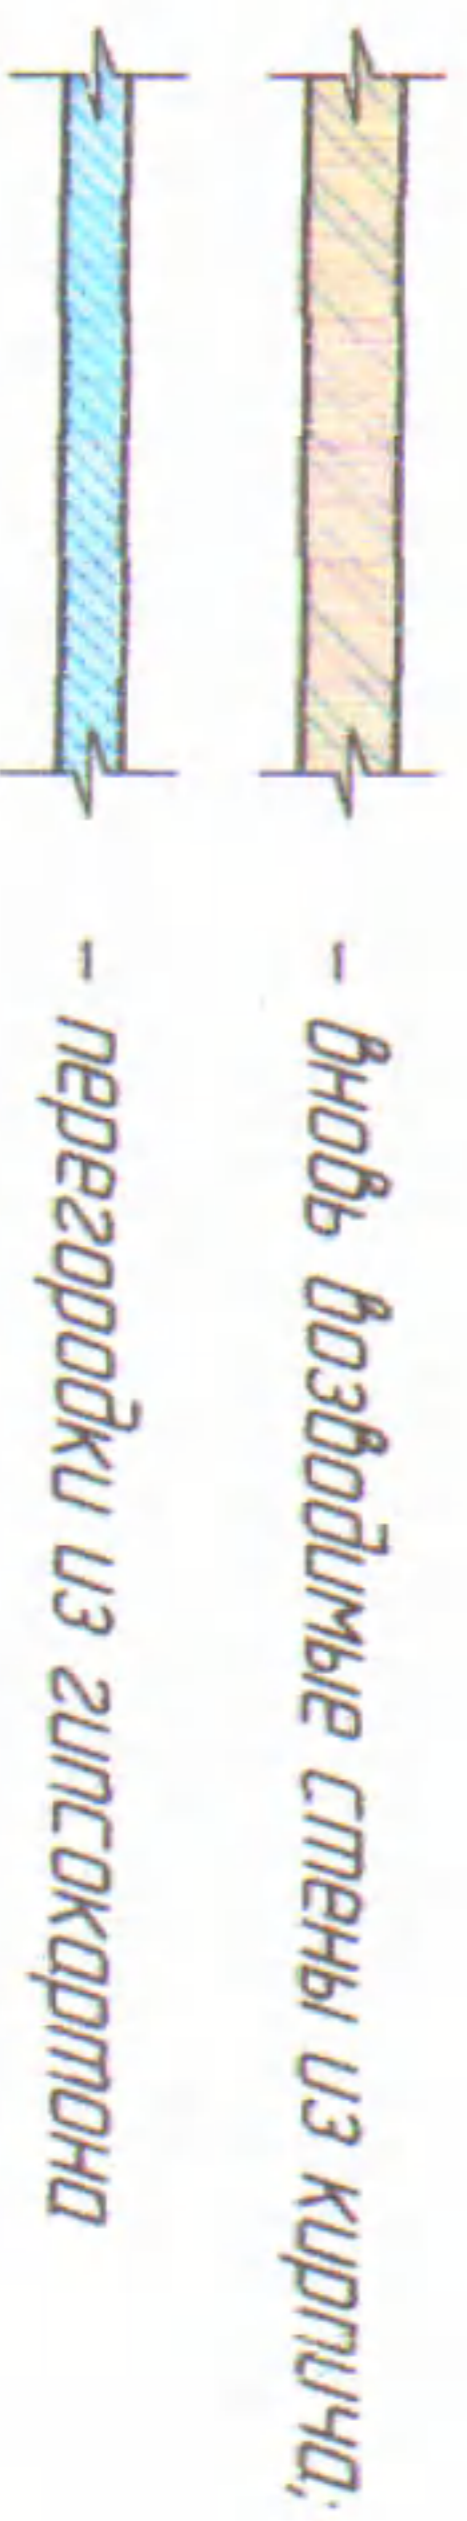 - вновь возводимые стены из кирпича;
- перегородки из гипсокартона